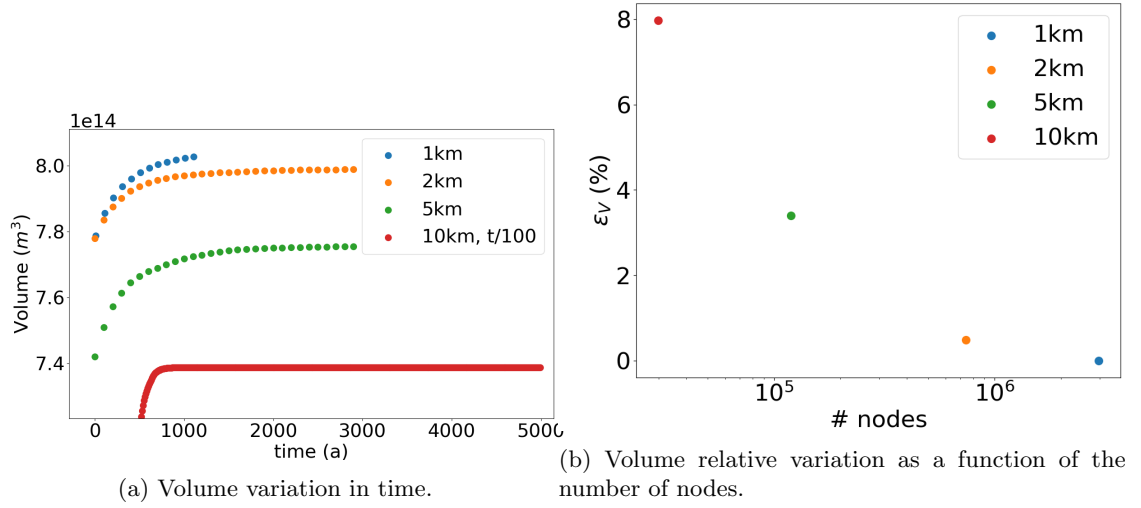 1e14
8.0
7.8
7.6
7.4
Volume (m³)
0
1000
2000
3000
4000
5000
time (a)
1km
2km
5km
10km, t/100
(a) Volume variation in time.
8
6
4
2
0
εV (%)
10⁵
10⁶
# nodes
1km
2km
5km
10km
(b) Volume relative variation as a function of the
number of nodes.